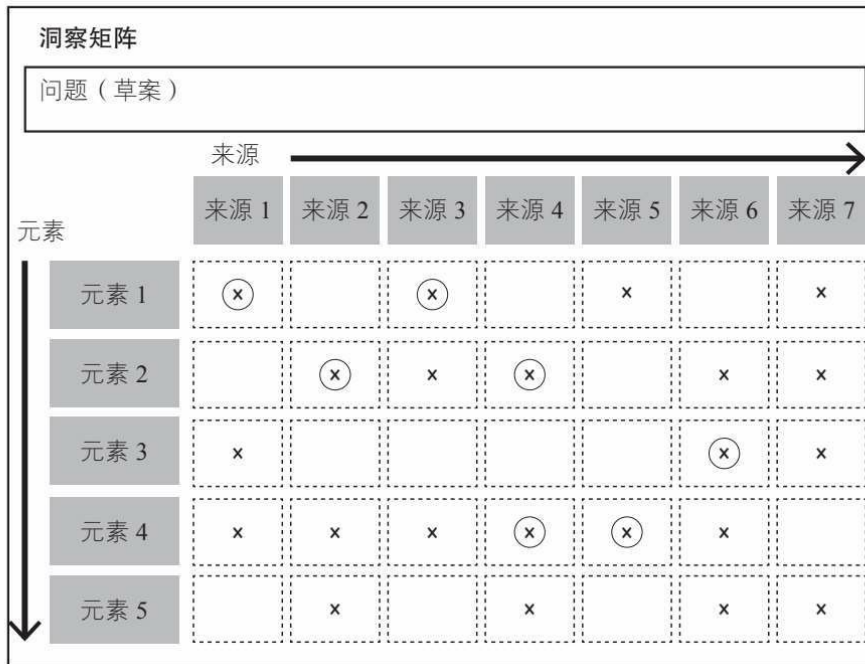 洞察矩阵
问题（草案）
来源
来源 1 来源 2 来源 3 来源 4 来源 5 来源 6 来源 7
元素
元素 1 x x x x
元素 2 x x x x x
元素 3 x x x
元素 4 x x x x x x
元素 5 x x x x